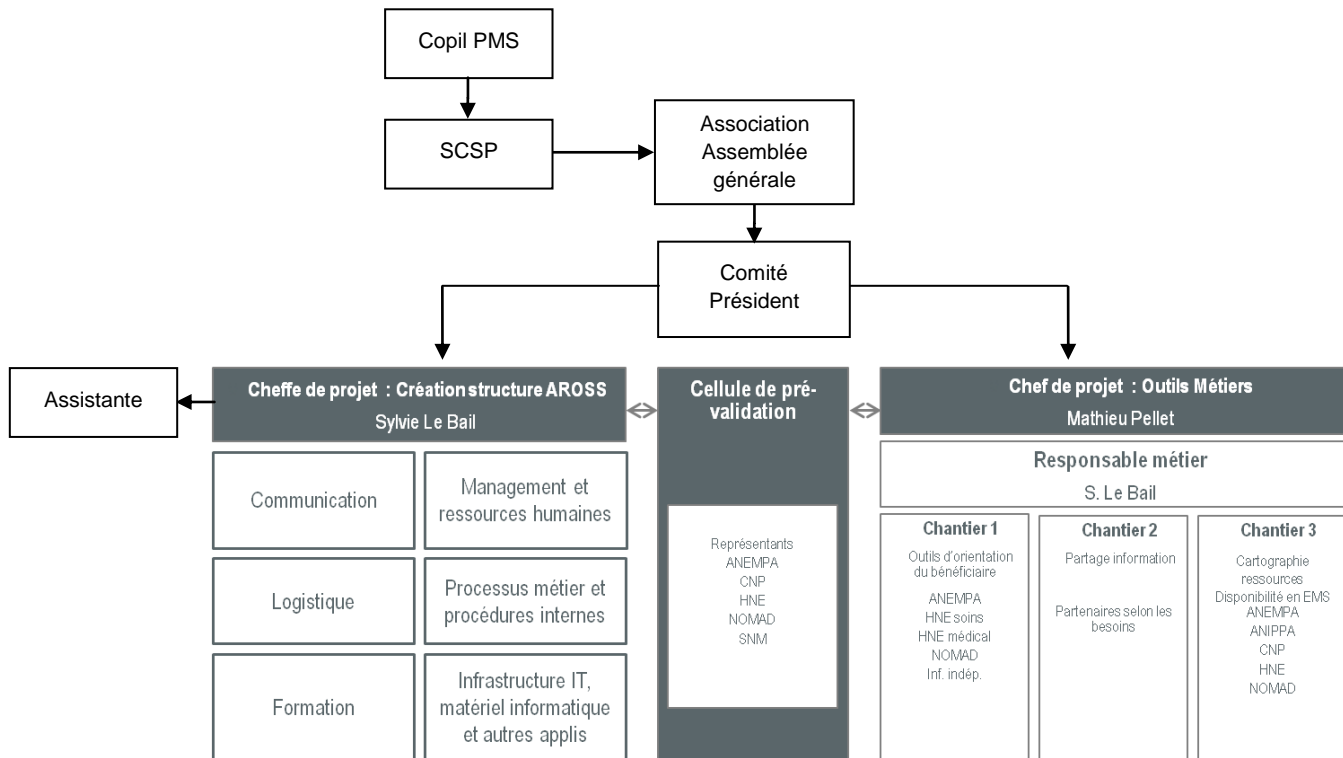 Copil PMS
SCSP
Association
Assemblée
générale
Comité
Président
Assistante
Cheffe de projet : Création structure AROSS
Sylvie Le Bail
Communication
Management et
ressources humaines
Logistique
Processus métier et
procédures internes
Formation
Infrastructure IT,
matériel informatique
et autres applis
Cellule de pré-
validation
Représentants
ANEMPA
CNP
HNE
NOMAD
SNM
Chef de projet : Outils Métiers
Mathieu Pellet
Responsable métier
S. Le Bail
Chantier 1
Outils d'orientation
du bénéficiaire
ANEMPA
HNE soins
HNE médical
NOMAD
Inf. indép.
Chantier 2
Partage information
Partenaires selon les
besoins
Chantier 3
Cartographie
ressources
Disponibilité en EMS
ANEMPA
ANIPPA
CNP
HNE
NOMAD